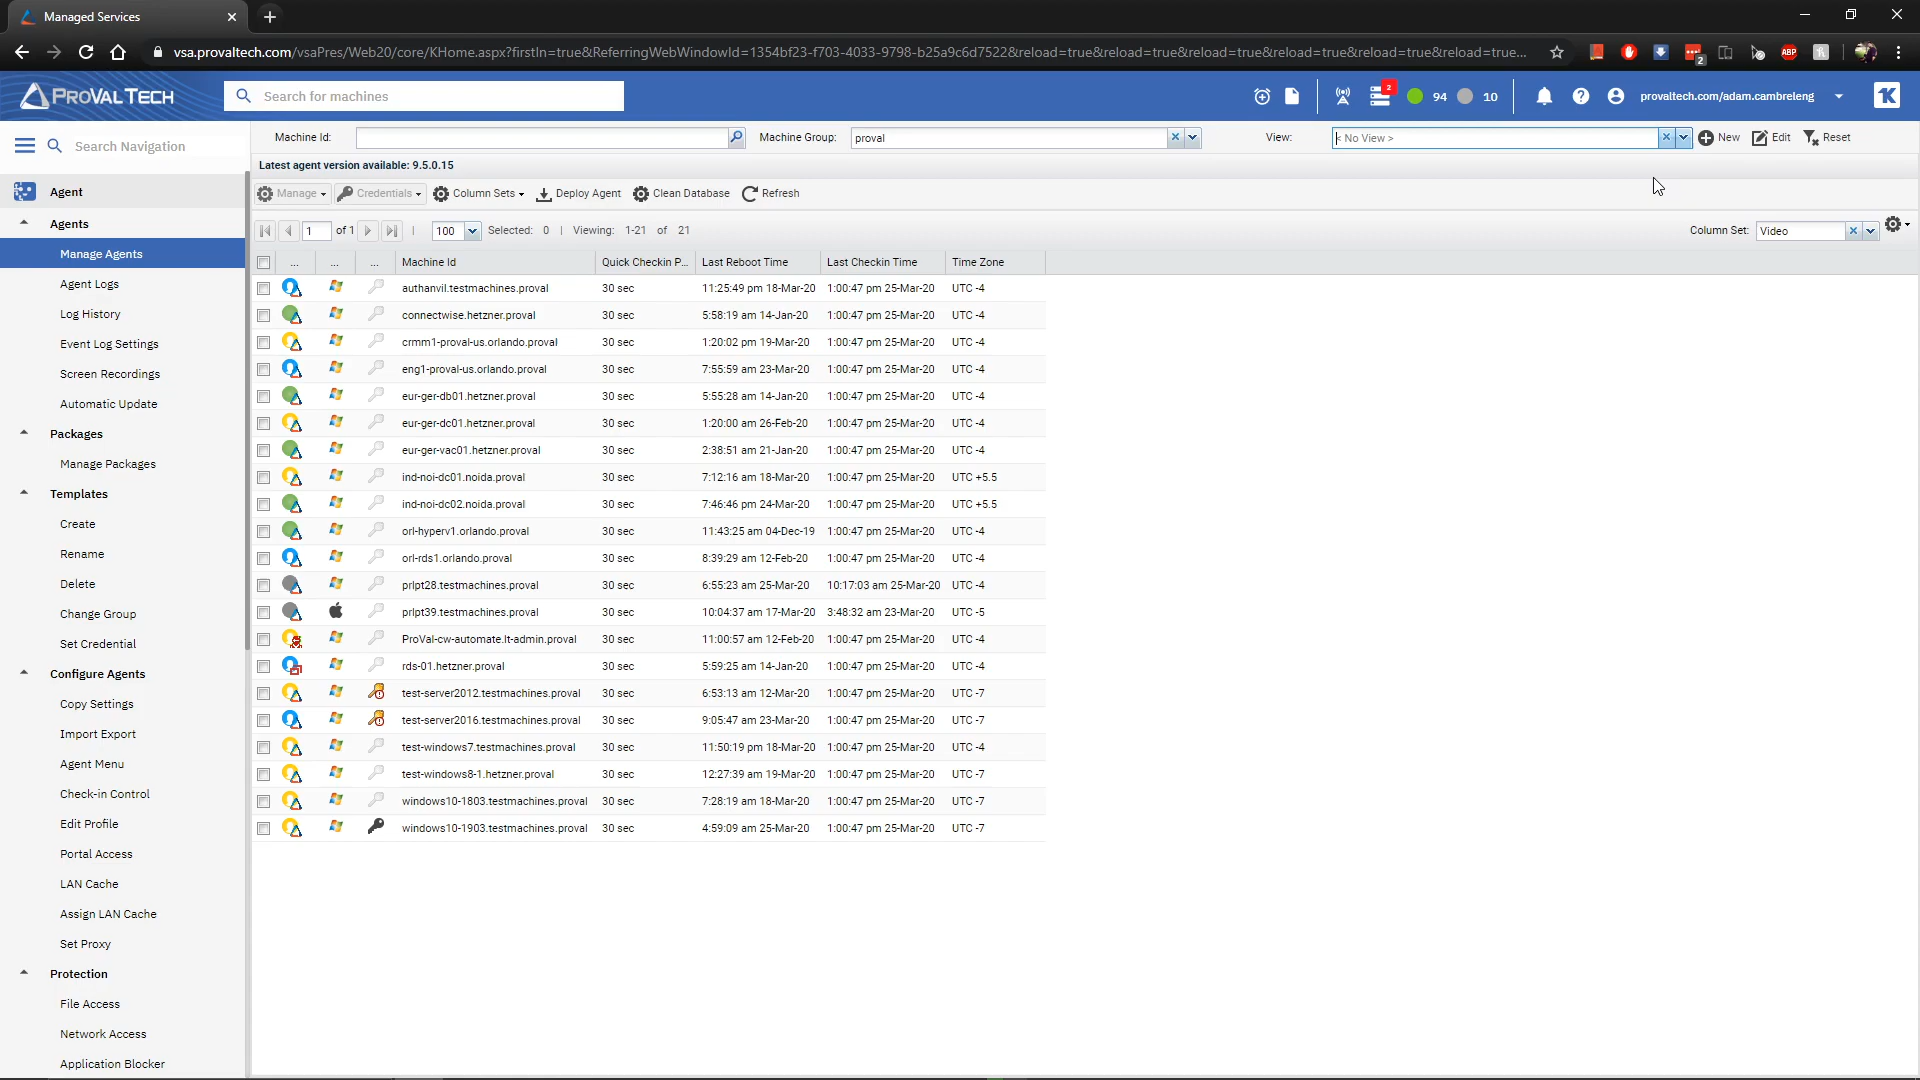 Managed Services
vsa.provaltech.com/vsaPres/Web20/core/KHome.aspx?firstIn=true&ReferringWebWindowId=1354bf23-f703-4033-9798-b25a9c6d7522&reload=true&reload=true&reload=true&reload=true&reload=true&reload=true...
2
ABP
PROVAL TECH
Search for machines
2
94
10
provaltech.com/adam.cambreleng
Search Navigation
Machine Id:
Machine Group:
proval
View:
< No View >
New
Edit
Reset
Latest agent version available: 9.5.0.15
Manage
Credentials
Column Sets
Deploy Agent
Clean Database
Refresh
1
of 1
100
Selected: 0 | Viewing: 1-21 of 21
Column Set:
Video
Agent
Agents
Manage Agents
Agent Logs
Log History
Event Log Settings
Screen Recordings
Automatic Update
Packages
Manage Packages
Templates
Create
Rename
Delete
Change Group
Set Credential
Configure Agents
Copy Settings
Import Export
Agent Menu
Check-in Control
Edit Profile
Portal Access
LAN Cache
Assign LAN Cache
Set Proxy
Protection
File Access
Network Access
Application Blocker
... ... ... Machine Id Quick Checkin P... Last Reboot Time Last Checkin Time Time Zone
authanvil.testmachines.proval 30 sec 11:25:49 pm 18-Mar-20 1:00:47 pm 25-Mar-20 UTC -4
connectwise.hetzner.proval 30 sec 5:58:19 am 14-Jan-20 1:00:47 pm 25-Mar-20 UTC -4
crmm1-proval-us.orlando.proval 30 sec 1:20:02 pm 19-Mar-20 1:00:47 pm 25-Mar-20 UTC -4
eng1-proval-us.orlando.proval 30 sec 7:55:59 am 23-Mar-20 1:00:47 pm 25-Mar-20 UTC -4
eur-ger-db01.hetzner.proval 30 sec 5:55:28 am 14-Jan-20 1:00:47 pm 25-Mar-20 UTC -4
eur-ger-dc01.hetzner.proval 30 sec 1:20:00 am 26-Feb-20 1:00:47 pm 25-Mar-20 UTC -4
eur-ger-vac01.hetzner.proval 30 sec 2:38:51 am 21-Jan-20 1:00:47 pm 25-Mar-20 UTC -4
ind-noi-dc01.noida.proval 30 sec 7:12:16 am 18-Mar-20 1:00:47 pm 25-Mar-20 UTC +5.5
ind-noi-dc02.noida.proval 30 sec 7:46:46 pm 24-Mar-20 1:00:47 pm 25-Mar-20 UTC +5.5
orl-hyperv1.orlando.proval 30 sec 11:43:25 am 04-Dec-19 1:00:47 pm 25-Mar-20 UTC -4
orl-rds1.orlando.proval 30 sec 8:39:29 am 12-Feb-20 1:00:47 pm 25-Mar-20 UTC -4
prlpt28.testmachines.proval 30 sec 6:55:23 am 25-Mar-20 10:17:03 am 25-Mar-20 UTC -4
prlpt39.testmachines.proval 30 sec 10:04:37 am 17-Mar-20 3:48:32 am 23-Mar-20 UTC -5
ProVal-cw-automate.lt-admin.proval 30 sec 11:00:57 am 12-Feb-20 1:00:47 pm 25-Mar-20 UTC -4
rds-01.hetzner.proval 30 sec 5:59:25 am 14-Jan-20 1:00:47 pm 25-Mar-20 UTC -4
test-server2012.testmachines.proval 30 sec 6:53:13 am 12-Mar-20 1:00:47 pm 25-Mar-20 UTC -7
test-server2016.testmachines.proval 30 sec 9:05:47 am 23-Mar-20 1:00:47 pm 25-Mar-20 UTC -7
test-windows7.testmachines.proval 30 sec 11:50:19 pm 18-Mar-20 1:00:47 pm 25-Mar-20 UTC -4
test-windows8-1.hetzner.proval 30 sec 12:27:39 am 19-Mar-20 1:00:47 pm 25-Mar-20 UTC -7
windows10-1803.testmachines.proval 30 sec 7:28:19 am 18-Mar-20 1:00:47 pm 25-Mar-20 UTC -7
windows10-1903.testmachines.proval 30 sec 4:59:09 am 25-Mar-20 1:00:47 pm 25-Mar-20 UTC -7